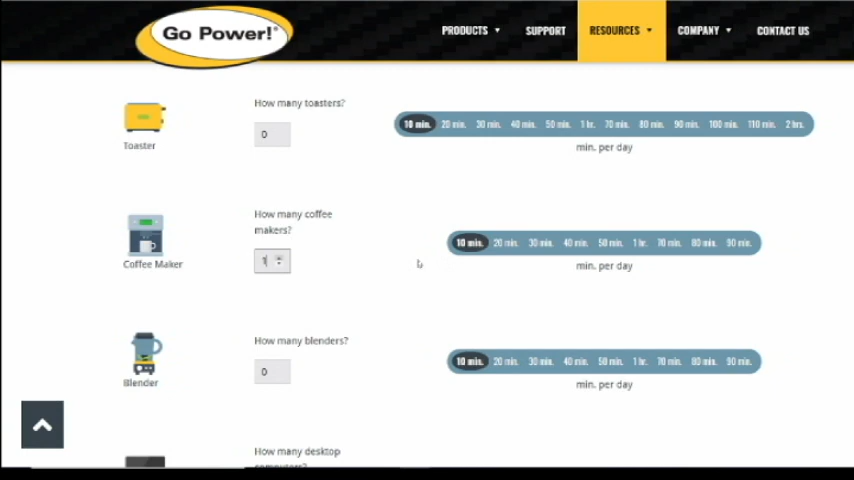 Go Power!®
PRODUCTS
SUPPORT
RESOURCES
COMPANY
CONTACT US
How many toasters?
0
Toaster
10 min. 20 min. 30 min. 40 min. 50 min. 1 hr. 70 min. 80 min. 90 min. 100 min. 110 min. 2 hrs.
min. per day
How many coffee
makers?
1
Coffee Maker
10 min. 20 min. 30 min. 40 min. 50 min. 1 hr. 70 min. 80 min. 90 min.
min. per day
How many blenders?
0
Blender
10 min. 20 min. 30 min. 40 min. 50 min. 1 hr. 70 min. 80 min. 90 min.
min. per day
How many desktop
computers?